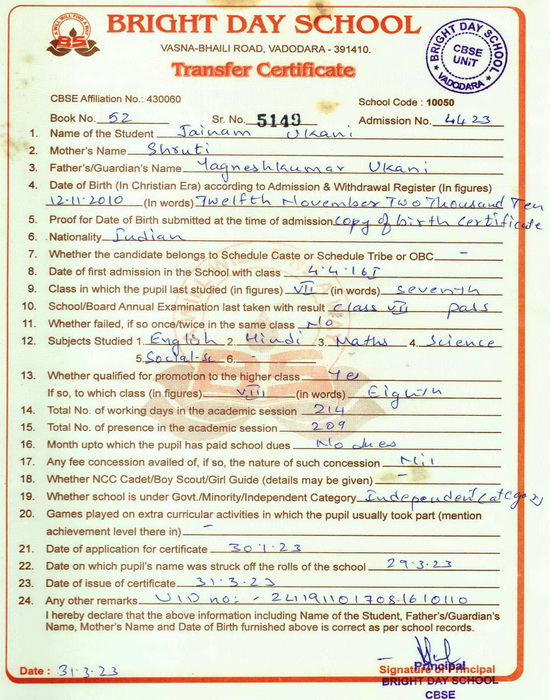 BRIGHT DAY SCHOOL
VASNA-BHAILI ROAD, VADODARA - 391410.
Transfer Certificate
BRIGHT DAY SCHOOL
CBSE
UNIT
VADODARA
CBSE Affiliation No.: 430060
School Code : 10050
Book No. 52 Sr. No. 5149 Admission No. 4423
1. Name of the Student Jainam Ukani
2. Mother's Name Shruti
3. Father's/Guardian's Name Yagneshkumar Ukani
4. Date of Birth (In Christian Era) according to Admission & Withdrawal Register (In figures)
12-11-2010 (In words) Twelfth November Two Thousand Ten
5. Proof for Date of Birth submitted at the time of admission copy of birth certificate
6. Nationality Indian
7. Whether the candidate belongs to Schedule Caste or Schedule Tribe or OBC -
8. Date of first admission in the School with class 4.4.16 I
9. Class in which the pupil last studied (in figures) VII (in words) seventh
10. School/Board Annual Examination last taken with result class VII pass
11. Whether failed, if so once/twice in the same class No
12. Subjects Studied 1. English 2. Hindi 3. Maths 4. Science
5. Social-sc 6. -
13. Whether qualified for promotion to the higher class Yes
If so, to which class (in figures) VIII (in words) Eighth
14. Total No. of working days in the academic session 214
15. Total No. of presence in the academic session 209
16. Month upto which the pupil has paid school dues No dues
17. Any fee concession availed of, if so, the nature of such concession Nil
18. Whether NCC Cadet/Boy Scout/Girl Guide (details may be given) -
19. Whether school is under Govt./Minority/Independent Category Independent category
20. Games played on extra curricular activities in which the pupil usually took part (mention
achievement level there in) -
21. Date of application for certificate 30.1.23
22. Date on which pupil's name was struck off the rolls of the school 29.3.23
23. Date of issue of certificate 31.3.23
24. Any other remarks UID no:- 241191101708-1610110
I hereby declare that the above information including Name of the Student, Father's/Guardian's
Name, Mother's Name and Date of Birth furnished above is correct as per school records.
Date : 31.3.23
Signature of Principal
Principal
BRIGHT DAY SCHOOL
CBSE